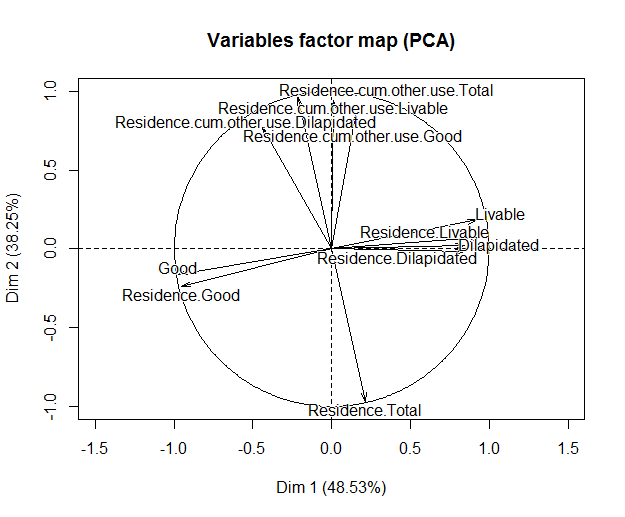 Variables factor map (PCA)
Residence.cum.other.use.Total
Residence.cum.other.use.Livable
Residence.cum.other.use.Dilapidated
Residence.cum.other.use.Good
Livable
Residence.Livable
Dilapidated
Residence.Dilapidated
Good
Residence.Good
Residence.Total
1.0
0.5
0.0
-0.5
-1.0
Dim 2 (38.25%)
-1.5 -1.0 -0.5 0.0 0.5 1.0 1.5
Dim 1 (48.53%)